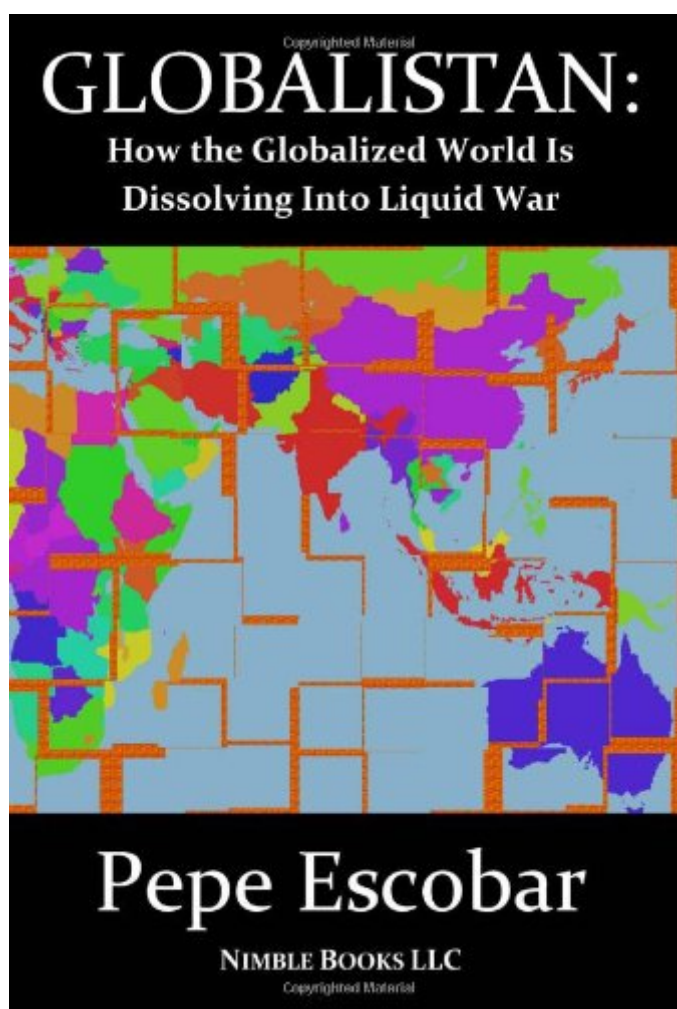 Copyrighted Material
GLOBALISTAN:
How the Globalized World Is
Dissolving Into Liquid War
Pepe Escobar
NIMBLE BOOKS LLC
Copyrighted Material